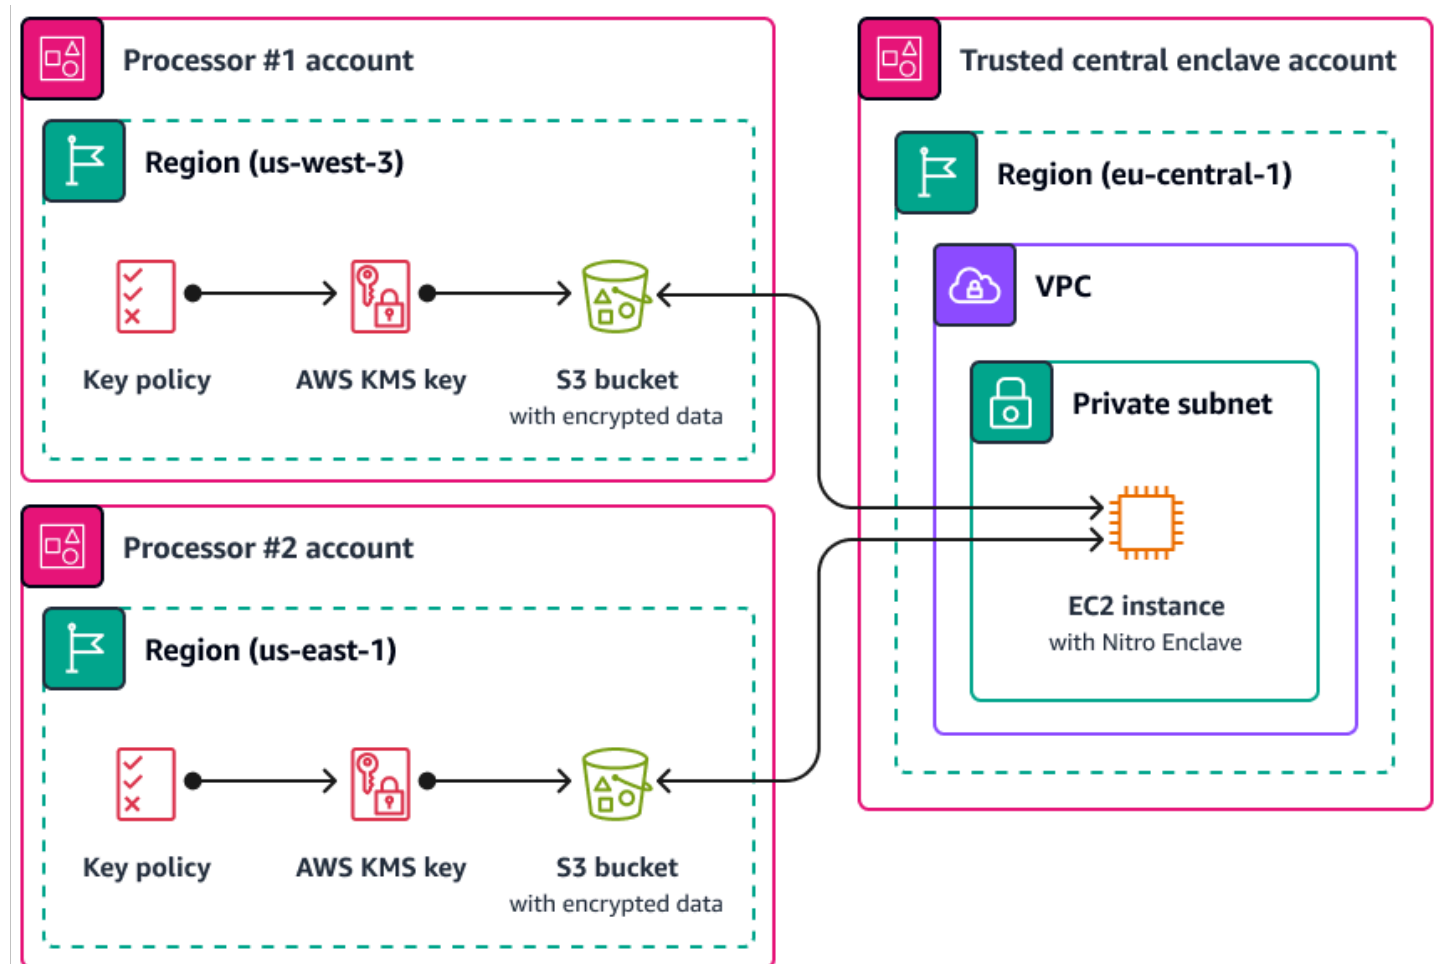 Processor #1 account
Region (us-west-3)
Key policy
AWS KMS key
S3 bucket
with encrypted data
Processor #2 account
Region (us-east-1)
Key policy
AWS KMS key
S3 bucket
with encrypted data
Trusted central enclave account
Region (eu-central-1)
VPC
Private subnet
EC2 instance
with Nitro Enclave